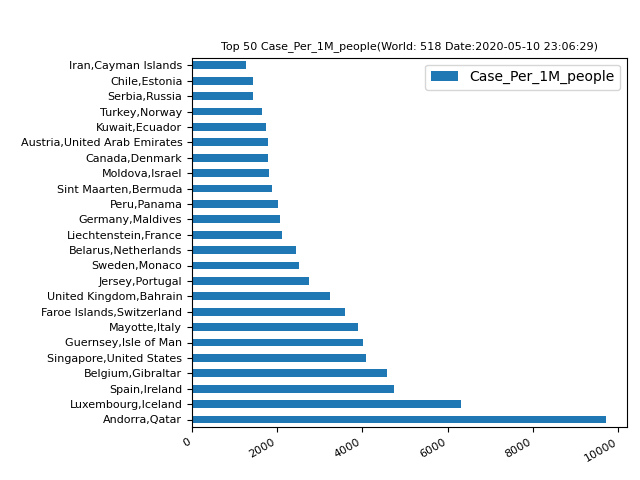 Top 50 Case_Per_1M_people(World: 518 Date:2020-05-10 23:06:29)
Case_Per_1M_people
Iran,Cayman Islands
Chile,Estonia
Serbia,Russia
Turkey,Norway
Kuwait,Ecuador
Austria,United Arab Emirates
Canada,Denmark
Moldova,Israel
Sint Maarten,Bermuda
Peru,Panama
Germany,Maldives
Liechtenstein,France
Belarus,Netherlands
Sweden,Monaco
Jersey,Portugal
United Kingdom,Bahrain
Faroe Islands,Switzerland
Mayotte,Italy
Guernsey,Isle of Man
Singapore,United States
Belgium,Gibraltar
Spain,Ireland
Luxembourg,Iceland
Andorra,Qatar
0 2000 4000 6000 8000 10000